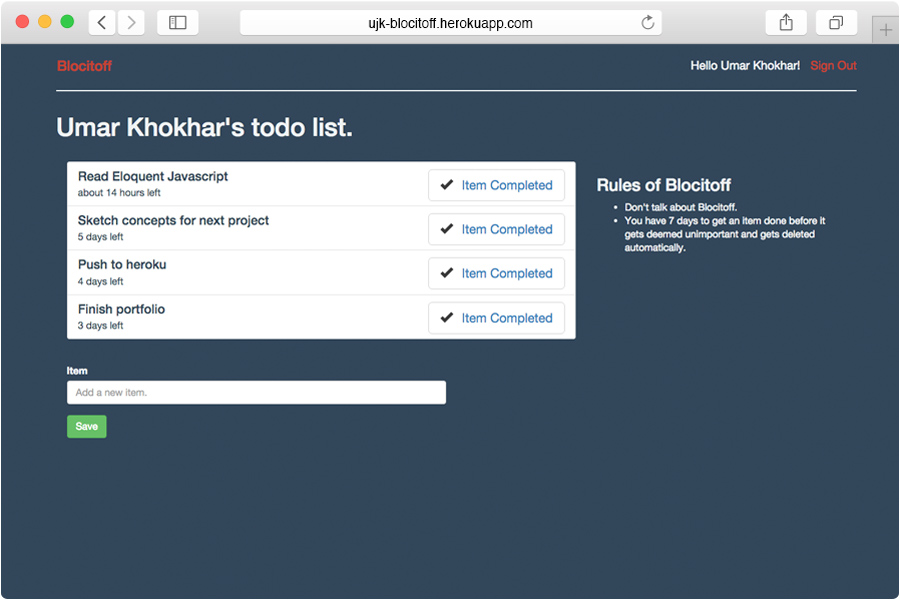 ujk-blocitoff.herokuapp.com
Blocitoff
Hello Umar Khokhar! Sign Out
Umar Khokhar's todo list.
Read Eloquent Javascript
about 14 hours left
Item Completed
Sketch concepts for next project
5 days left
Item Completed
Push to heroku
4 days left
Item Completed
Finish portfolio
3 days left
Item Completed
Rules of Blocitoff
• Don't talk about Blocitoff.
• You have 7 days to get an item done before it
gets deemed unimportant and gets deleted
automatically.
Item
Add a new item.
Save